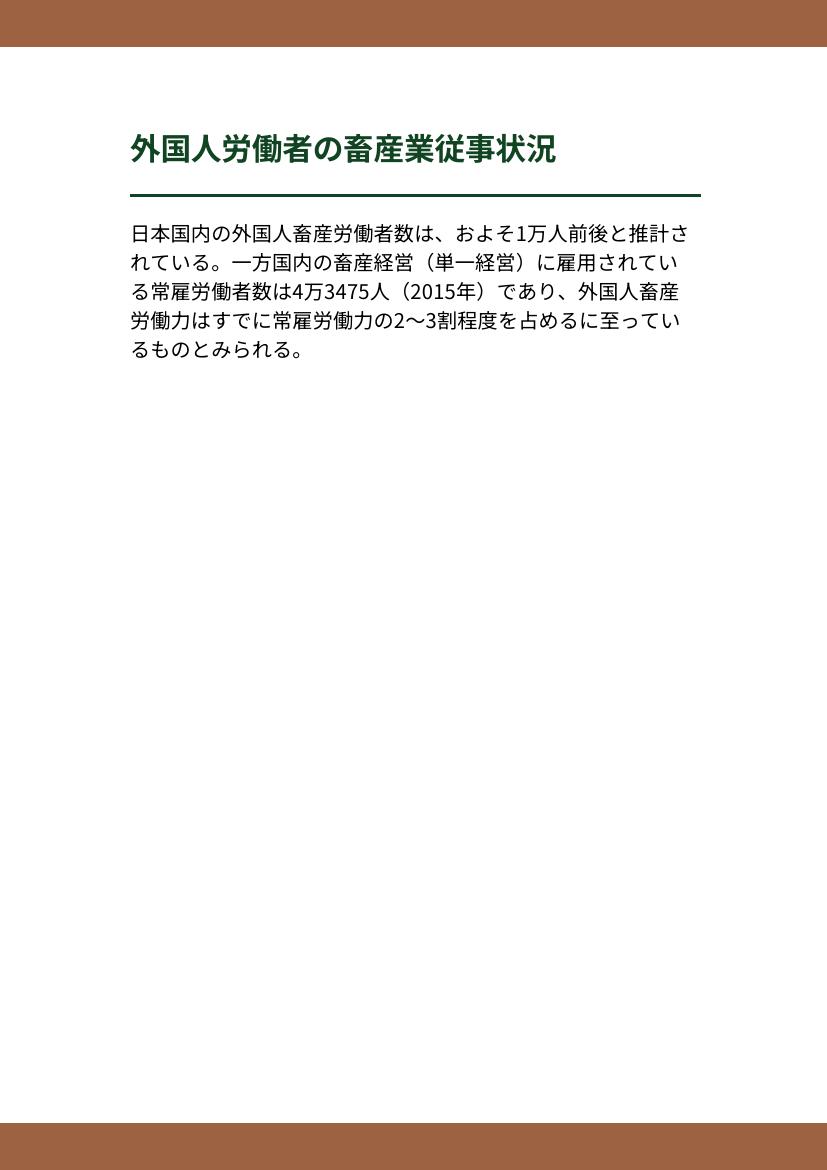 外国人労働者の畜産業従事状況
日本国内の外国人畜産労働者数は、およそ1万人前後と推計さ
れている。一方国内の畜産経営（単一経営）に雇用されてい
る常雇労働者数は4万3475人（2015年）であり、外国人畜産
労働力はすでに常雇労働力の2〜3割程度を占めるに至ってい
るものとみられる。